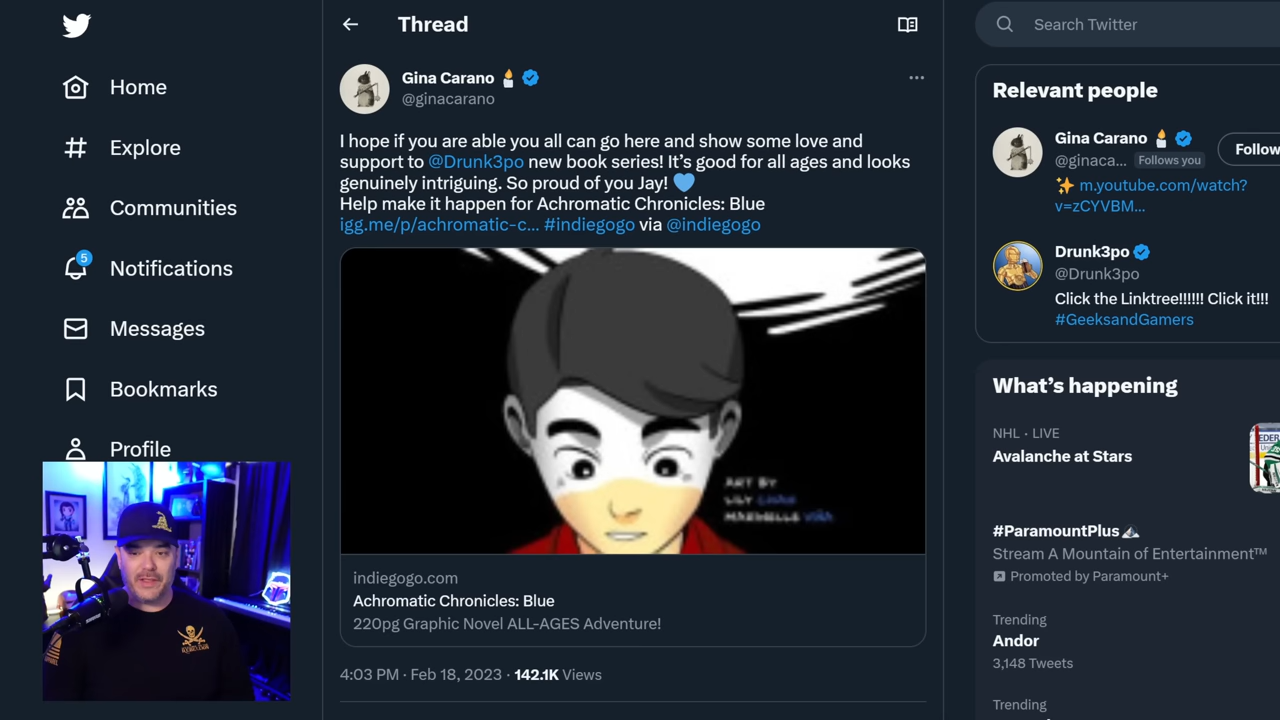 Thread
Search Twitter
Home
Explore
Communities
5
Notifications
Messages
Bookmarks
Profile
Gina Carano
@ginacarano
I hope if you are able you all can go here and show some love and
support to @Drunk3po new book series! It’s good for all ages and looks
genuinely intriguing. So proud of you Jay!
Help make it happen for Achromatic Chronicles: Blue
igg.me/p/achromatic-c... #indiegogo via @indiegogo
ART BY
LILY
indiegogo.com
Achromatic Chronicles: Blue
220pg Graphic Novel ALL-AGES Adventure!
4:03 PM · Feb 18, 2023 · 142.1K Views
Relevant people
Gina Carano
@ginaca... Follows you
Follow
m.youtube.com/watch?
v=zCYVBM...
Drunk3po
@Drunk3po
Click the Linktree!!!!!! Click it!!!
#GeeksandGamers
What’s happening
NHL · LIVE
Avalanche at Stars
#ParamountPlus
Stream A Mountain of Entertainment™
Promoted by Paramount+
Trending
Andor
3,148 Tweets
Trending